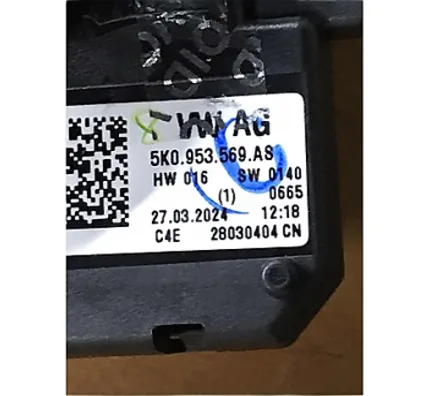 VW AG
5K0.953.569.AS
HW 016 SW 0140
(1) 0665
27.03.2024 12:18
C4E 28030404 CN